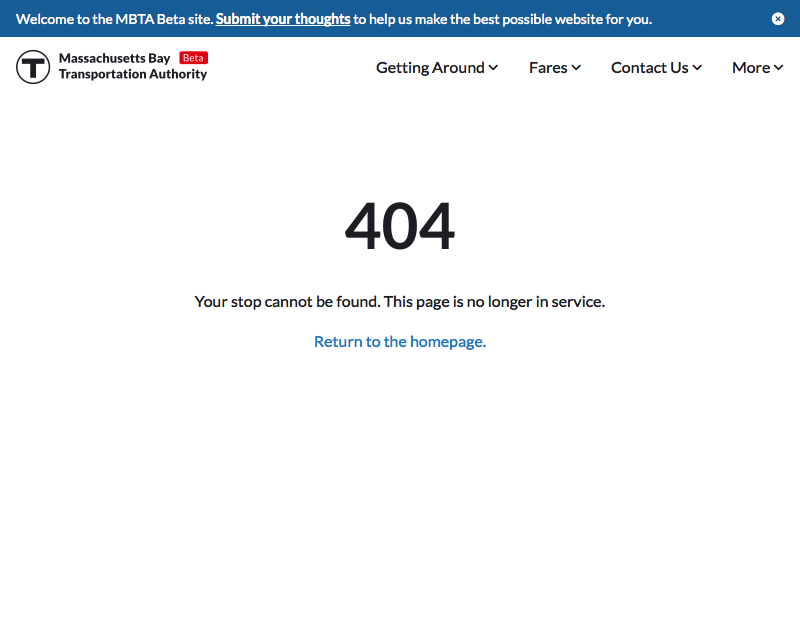 Welcome to the MBTA Beta site. Submit your thoughts to help us make the best possible website for you.
T
Massachusetts Bay Beta
Transportation Authority
Getting Around Fares Contact Us More
404
Your stop cannot be found. This page is no longer in service.
Return to the homepage.